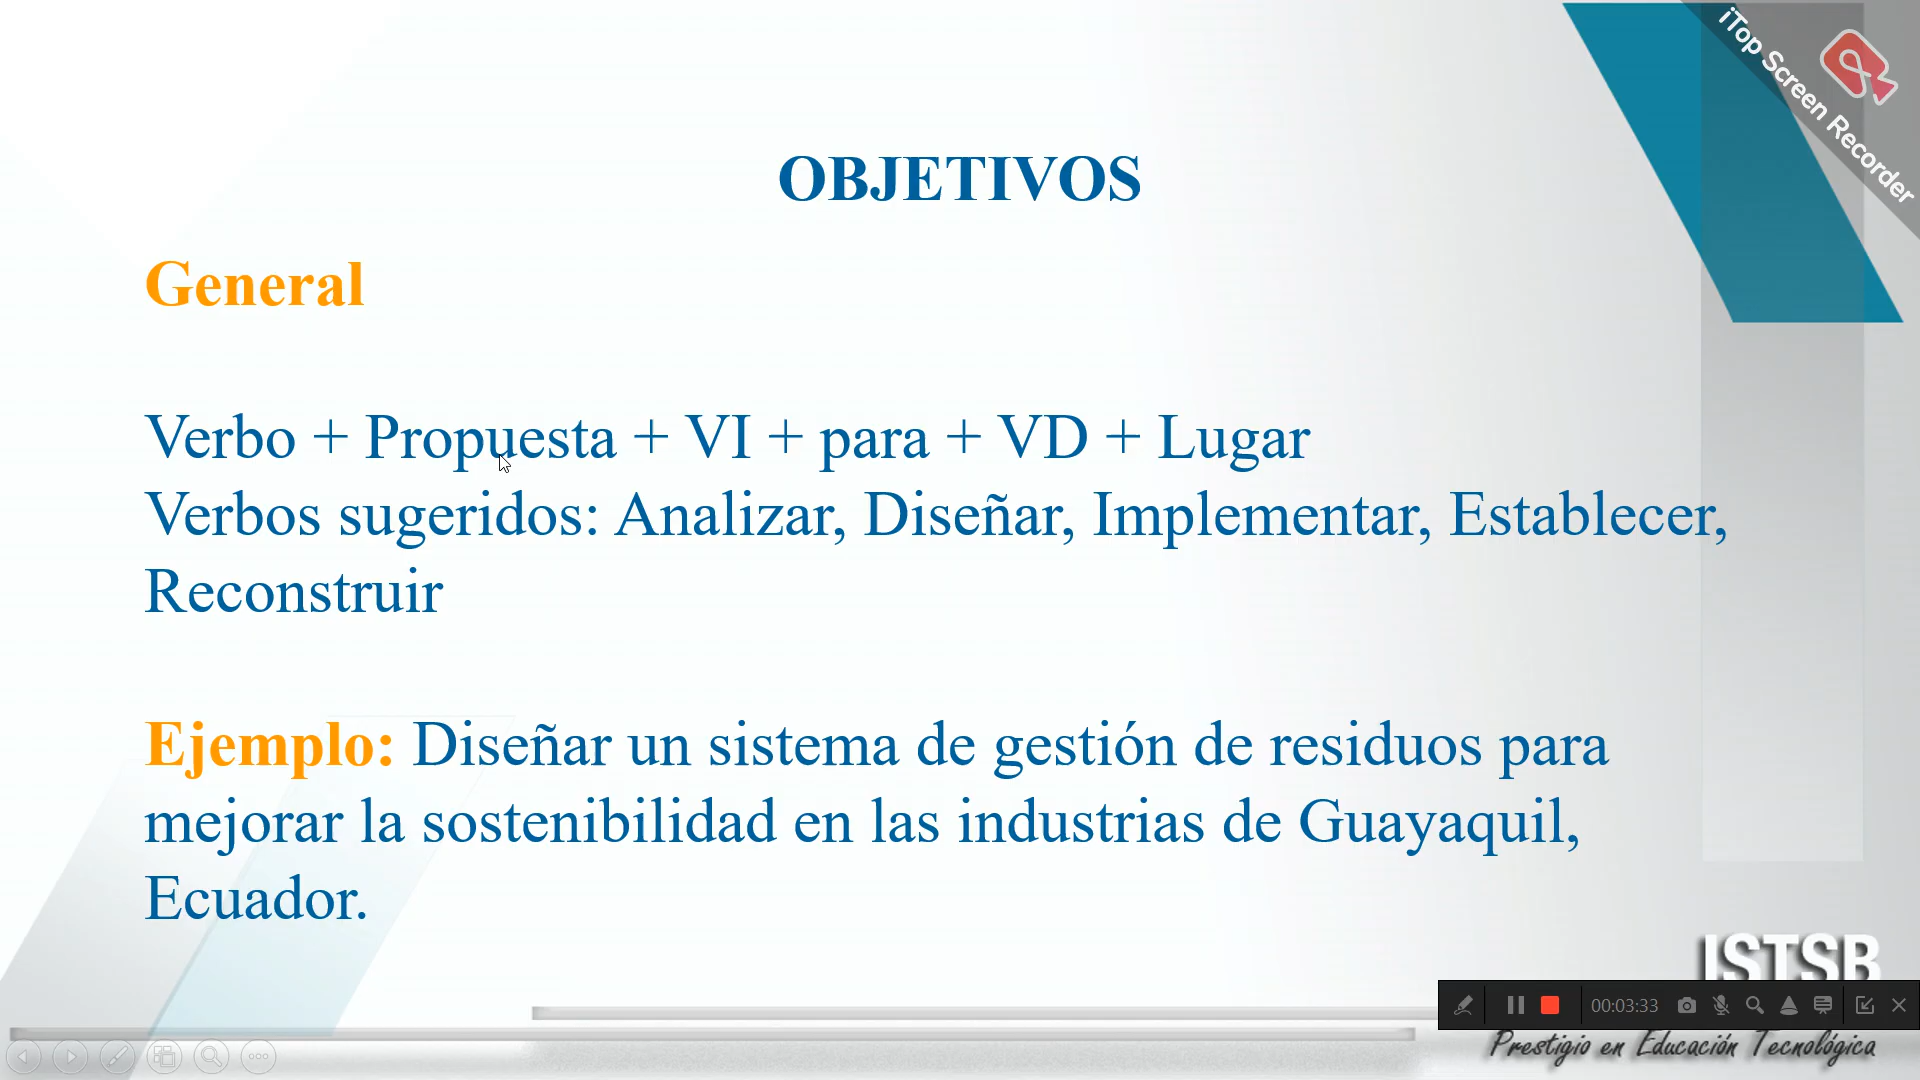 iTop Screen Recorder
OBJETIVOS
General
Verbo + Propuesta + VI + para + VD + Lugar
Verbos sugeridos: Analizar, Diseñar, Implementar, Establecer,
Reconstruir
Ejemplo: Diseñar un sistema de gestión de residuos para
mejorar la sostenibilidad en las industrias de Guayaquil,
Ecuador.
ISTSB
00:03:33
Prestigio en Educación Tecnológica